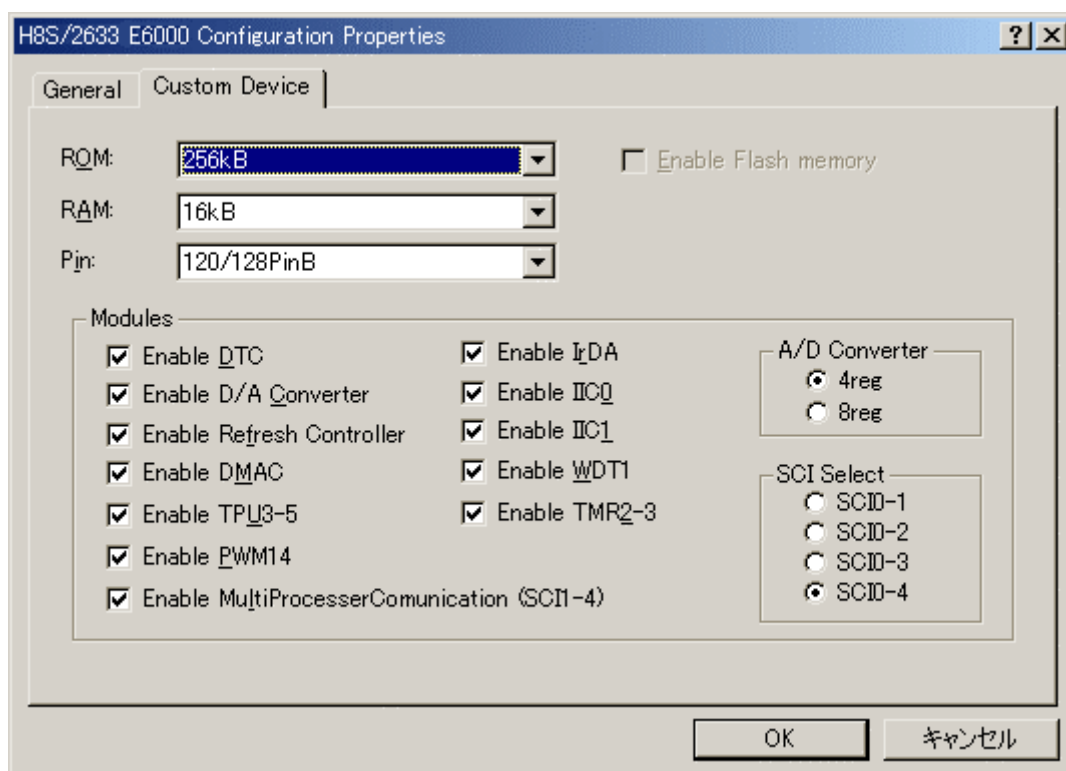 H8S/2633 E6000 Configuration Properties
General Custom Device
ROM: 256kB Enable Flash memory
RAM: 16kB
Pin: 120/128PinB
Modules
Enable DTC
Enable D/A Converter
Enable Refresh Controller
Enable DMAC
Enable TPU3-5
Enable PWM14
Enable MultiProcesserComunication (SCI1-4)
Enable IrDA
Enable IIC0
Enable IIC1
Enable WDT1
Enable TMR2-3
A/D Converter
4reg
8reg
SCI Select
SCI0-1
SCI0-2
SCI0-3
SCI0-4
OK キャンセル